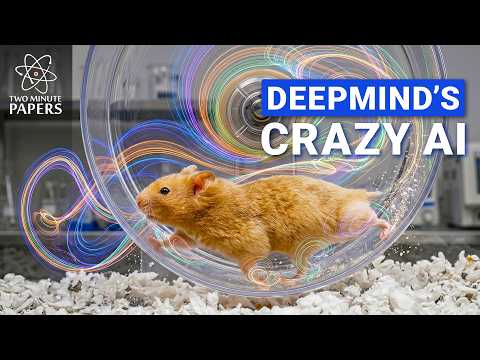 TWO MINUTE
PAPERS
DEEPMIND'S
CRAZY AI